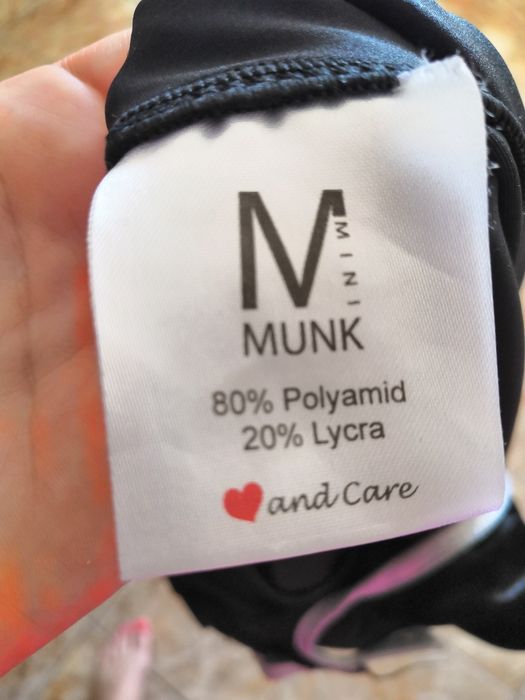 M MINI
MUNK
80% Polyamid
20% Lycra
and Care